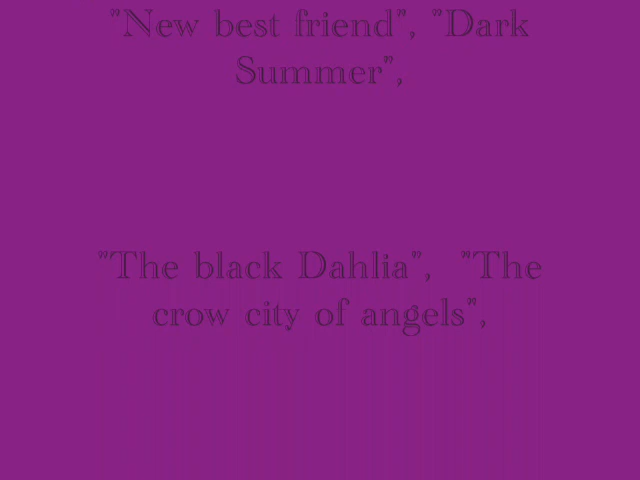 "New best friend", "Dark
Summer",
"The black Dahlia",  "The
crow city of angels",